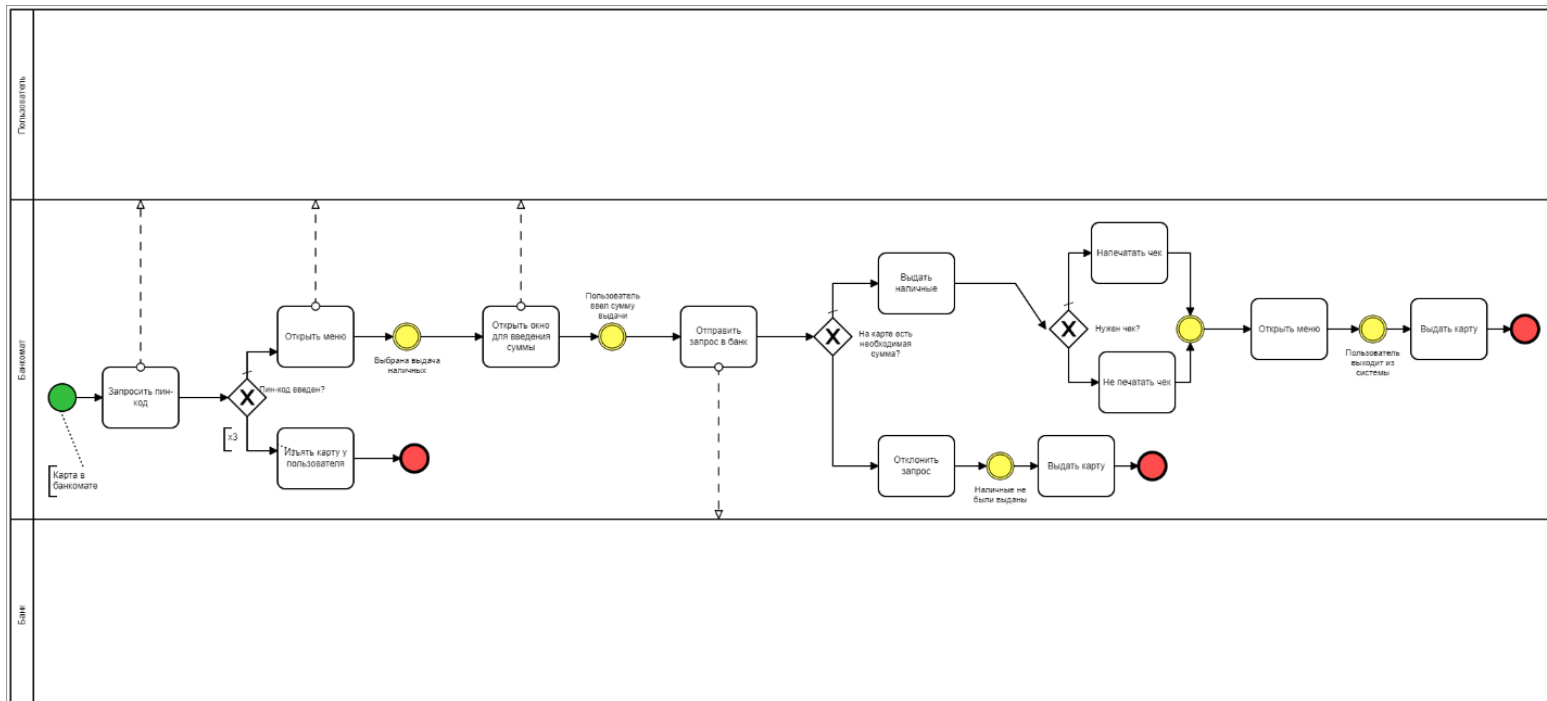 Пользователь
Банкомат
Банк
Карта в
банкомате
Запросить пин-
код
Пин-код введен?
x3
Открыть меню
Изъять карту у
пользователя
Выбрана выдача
наличных
Открыть окно
для введения
суммы
Пользователь
ввел сумму
выдачи
Отправить
запрос в банк
На карте есть
необходимая
сумма?
Выдать
наличные
Отклонить
запрос
Наличные не
были выданы
Выдать карту
Нужен чек?
Напечатать чек
Не печатать чек
Открыть меню
Пользователь
выходит из
системы
Выдать карту